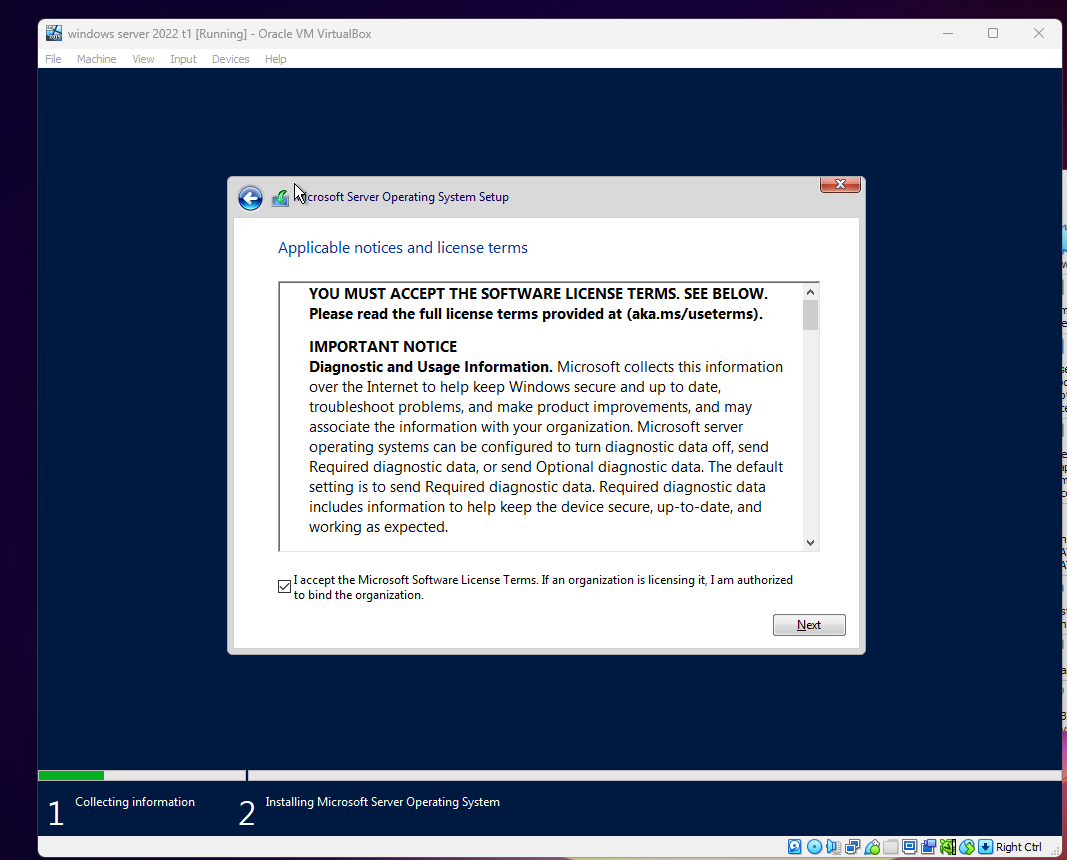 windows server 2022 t1 [Running] - Oracle VM VirtualBox
File Machine View Input Devices Help
Microsoft Server Operating System Setup
Applicable notices and license terms
YOU MUST ACCEPT THE SOFTWARE LICENSE TERMS. SEE BELOW.
Please read the full license terms provided at (aka.ms/useterms).
IMPORTANT NOTICE
Diagnostic and Usage Information. Microsoft collects this information
over the Internet to help keep Windows secure and up to date,
troubleshoot problems, and make product improvements, and may
associate the information with your organization. Microsoft server
operating systems can be configured to turn diagnostic data off, send
Required diagnostic data, or send Optional diagnostic data. The default
setting is to send Required diagnostic data. Required diagnostic data
includes information to help keep the device secure, up-to-date, and
working as expected.
I accept the Microsoft Software License Terms. If an organization is licensing it, I am authorized
to bind the organization.
Next
1 Collecting information
2 Installing Microsoft Server Operating System
Right Ctrl